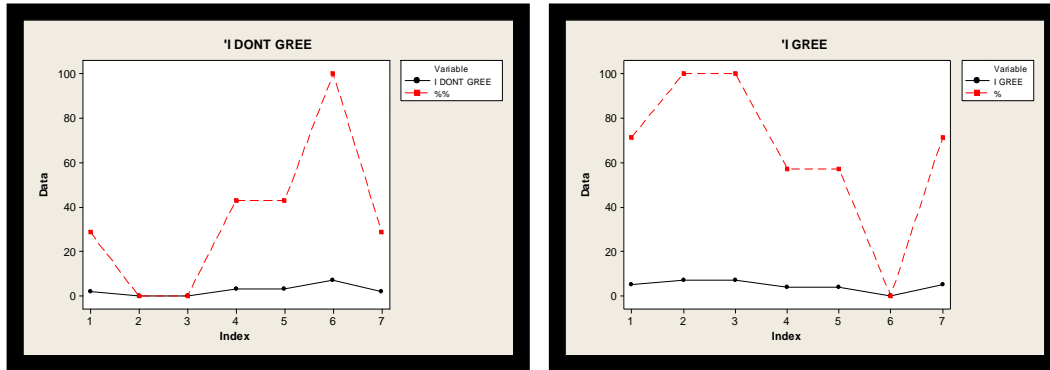 'I DONT GREE
Variable
I DONT GREE
%%
100
80
60
40
20
0
Data
1 2 3 4 5 6 7
Index
'I GREE
Variable
I GREE
%
100
80
60
40
20
0
Data
1 2 3 4 5 6 7
Index